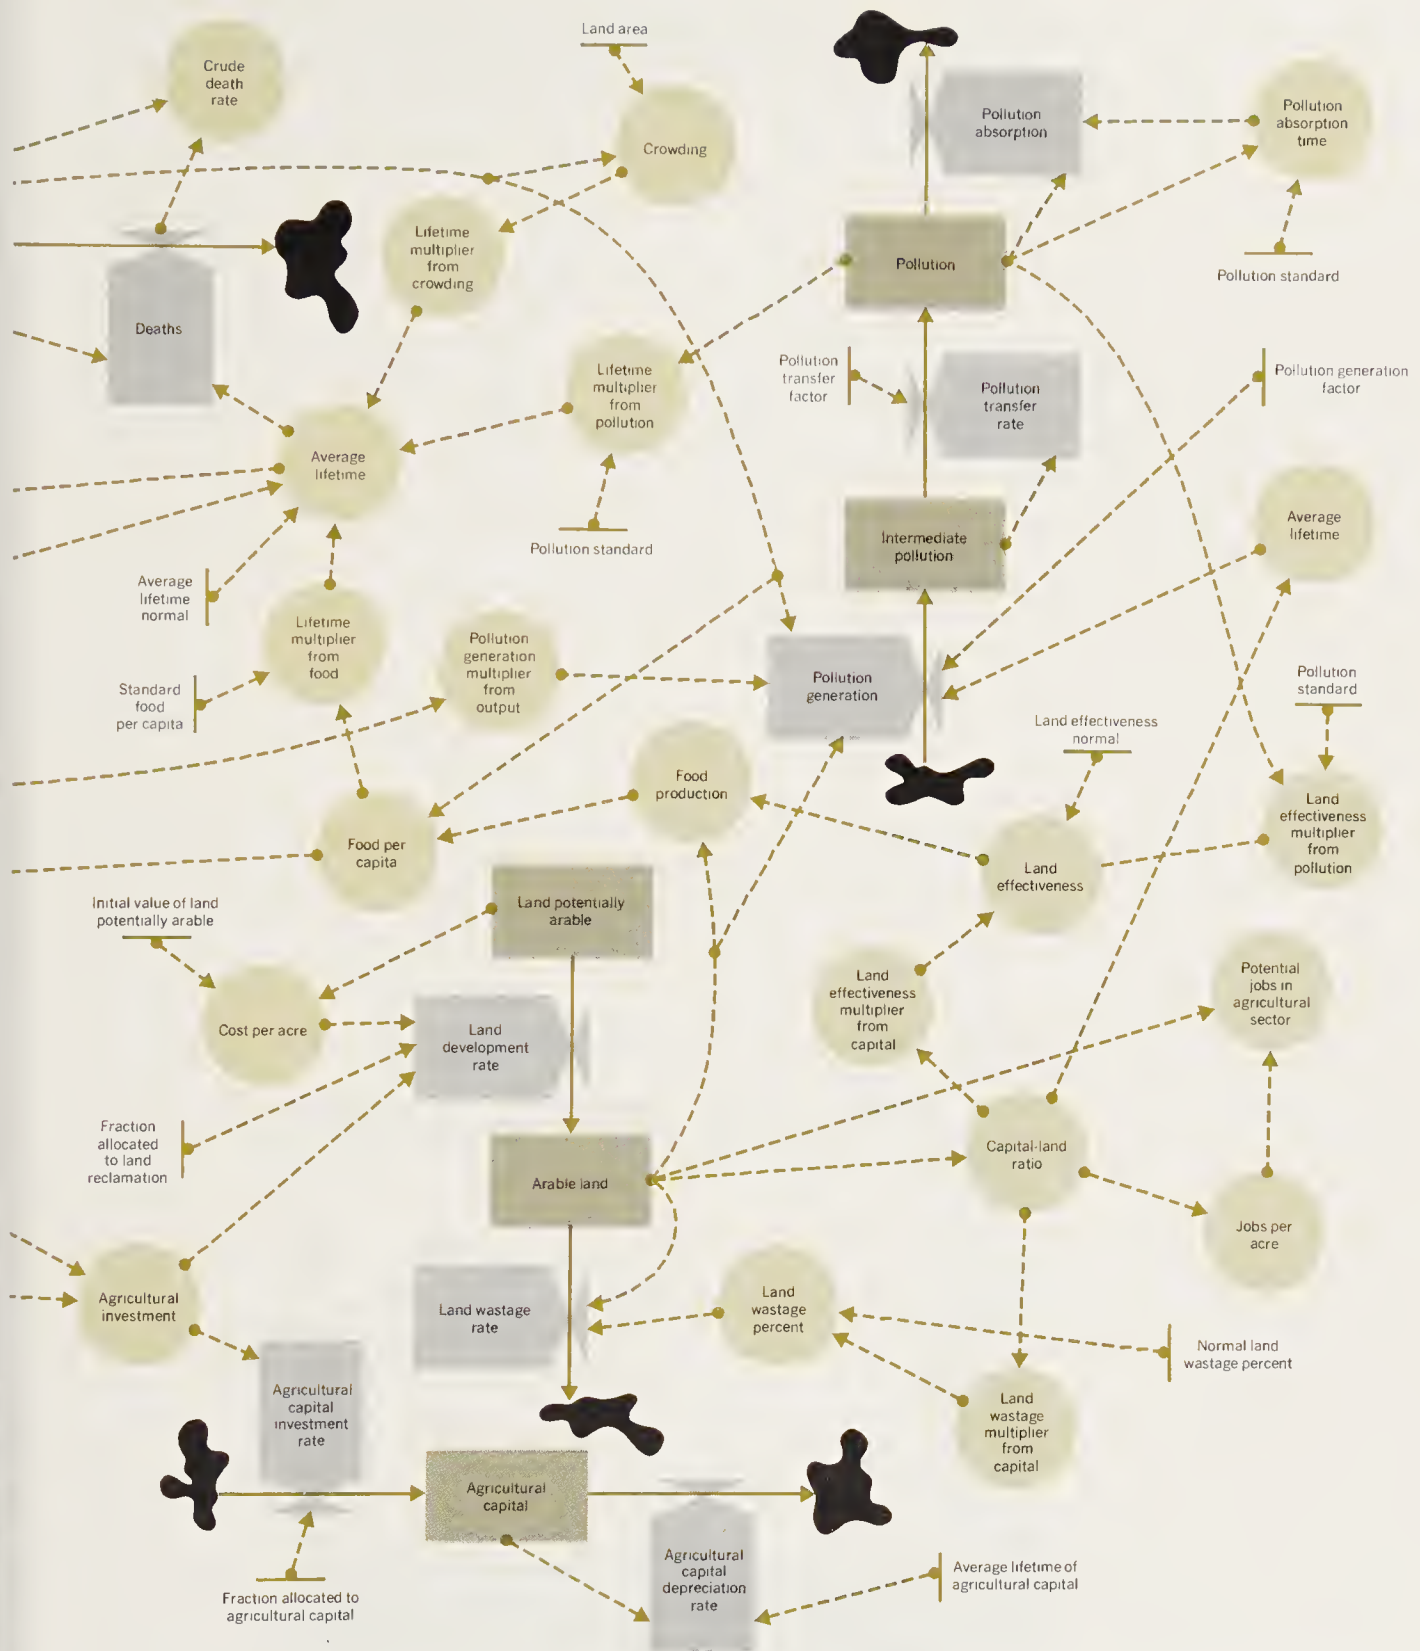 Land area
Crude
death
rate
Crowding
Pollution
absorption
Pollution
absorption
time
Lifetime
multiplier
from
crowding
Pollution
Pollution standard
Deaths
Lifetime
multiplier
from
pollution
Pollution
transfer
factor
Pollution
transfer
rate
Pollution generation
factor
Average
lifetime
Pollution standard
Intermediate
pollution
Average
lifetime
Average
lifetime
normal
Lifetime
multiplier
from
food
Pollution
generation
multiplier
from
output
Pollution
generation
Pollution
standard
Standard
food
per capita
Land effectiveness
normal
Food
production
Land
effectiveness
multiplier
from
pollution
Food per
capita
Land
effectiveness
Initial value of land
potentially arable
Land potentially
arable
Land
effectiveness
multiplier
from
capital
Potential
jobs in
agricultural
sector
Cost per acre
Land
development
rate
Fraction
allocated
to land
reclamation
Capital-land
ratio
Arable land
Jobs per
acre
Agricultural
investment
Land wastage
rate
Land
wastage
percent
Normal land
wastage percent
Agricultural
capital
investment
rate
Land
wastage
multiplier
from
capital
Agricultural
capital
Agricultural
capital
depreciation
rate
Average lifetime of
agricultural capital
Fraction allocated to
agricultural capital